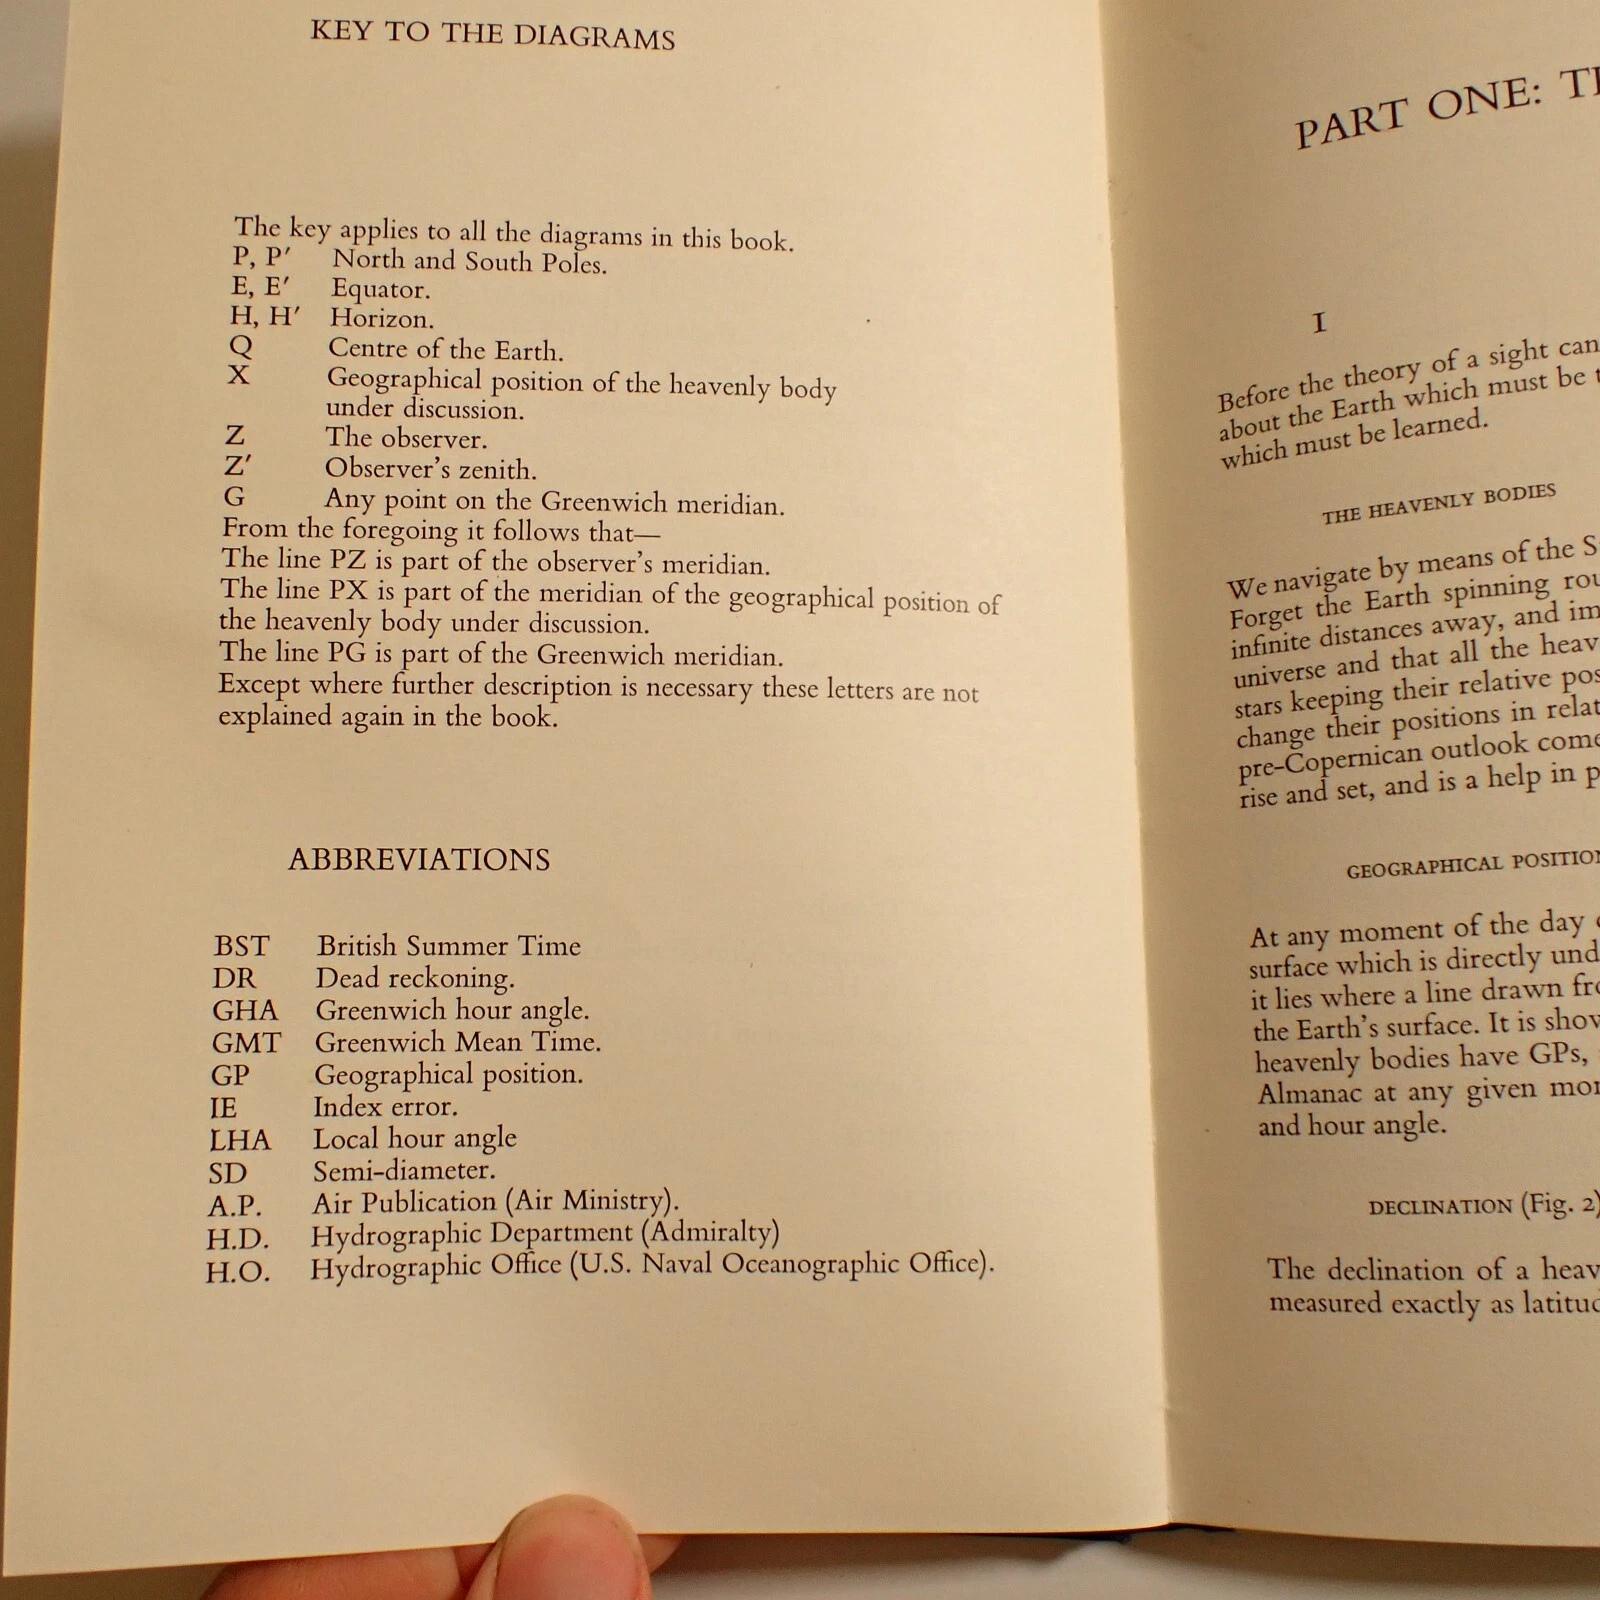 KEY TO THE DIAGRAMS
The key applies to all the diagrams in this book.
P, P′ North and South Poles.
E, E′ Equator.
H, H′ Horizon.
Q Centre of the Earth.
X Geographical position of the heavenly body
under discussion.
Z The observer.
Z′ Observer's zenith.
G Any point on the Greenwich meridian.
From the foregoing it follows that—
The line PZ is part of the observer's meridian.
The line PX is part of the meridian of the geographical position of
the heavenly body under discussion.
The line PG is part of the Greenwich meridian.
Except where further description is necessary these letters are not
explained again in the book.
ABBREVIATIONS
BST British Summer Time
DR Dead reckoning.
GHA Greenwich hour angle.
GMT Greenwich Mean Time.
GP Geographical position.
IE Index error.
LHA Local hour angle
SD Semi-diameter.
A.P. Air Publication (Air Ministry).
H.D. Hydrographic Department (Admiralty)
H.O. Hydrographic Office (U.S. Naval Oceanographic Office).
PART ONE:
I
Before the theory of a sight can
about the Earth which must be
which must be learned.
THE HEAVENLY BODIES
We navigate by means of the
Forget the Earth spinning
infinite distances away, and
universe and that all the
stars keeping their relative
change their positions in
pre-Copernican outlook
rise and set, and is a help in
GEOGRAPHICAL POSITION
At any moment of the day
surface which is directly
it lies where a line drawn
the Earth's surface. It is
heavenly bodies have GPs,
Almanac at any given
and hour angle.
DECLINATION (Fig. 2)
The declination of a
measured exactly as